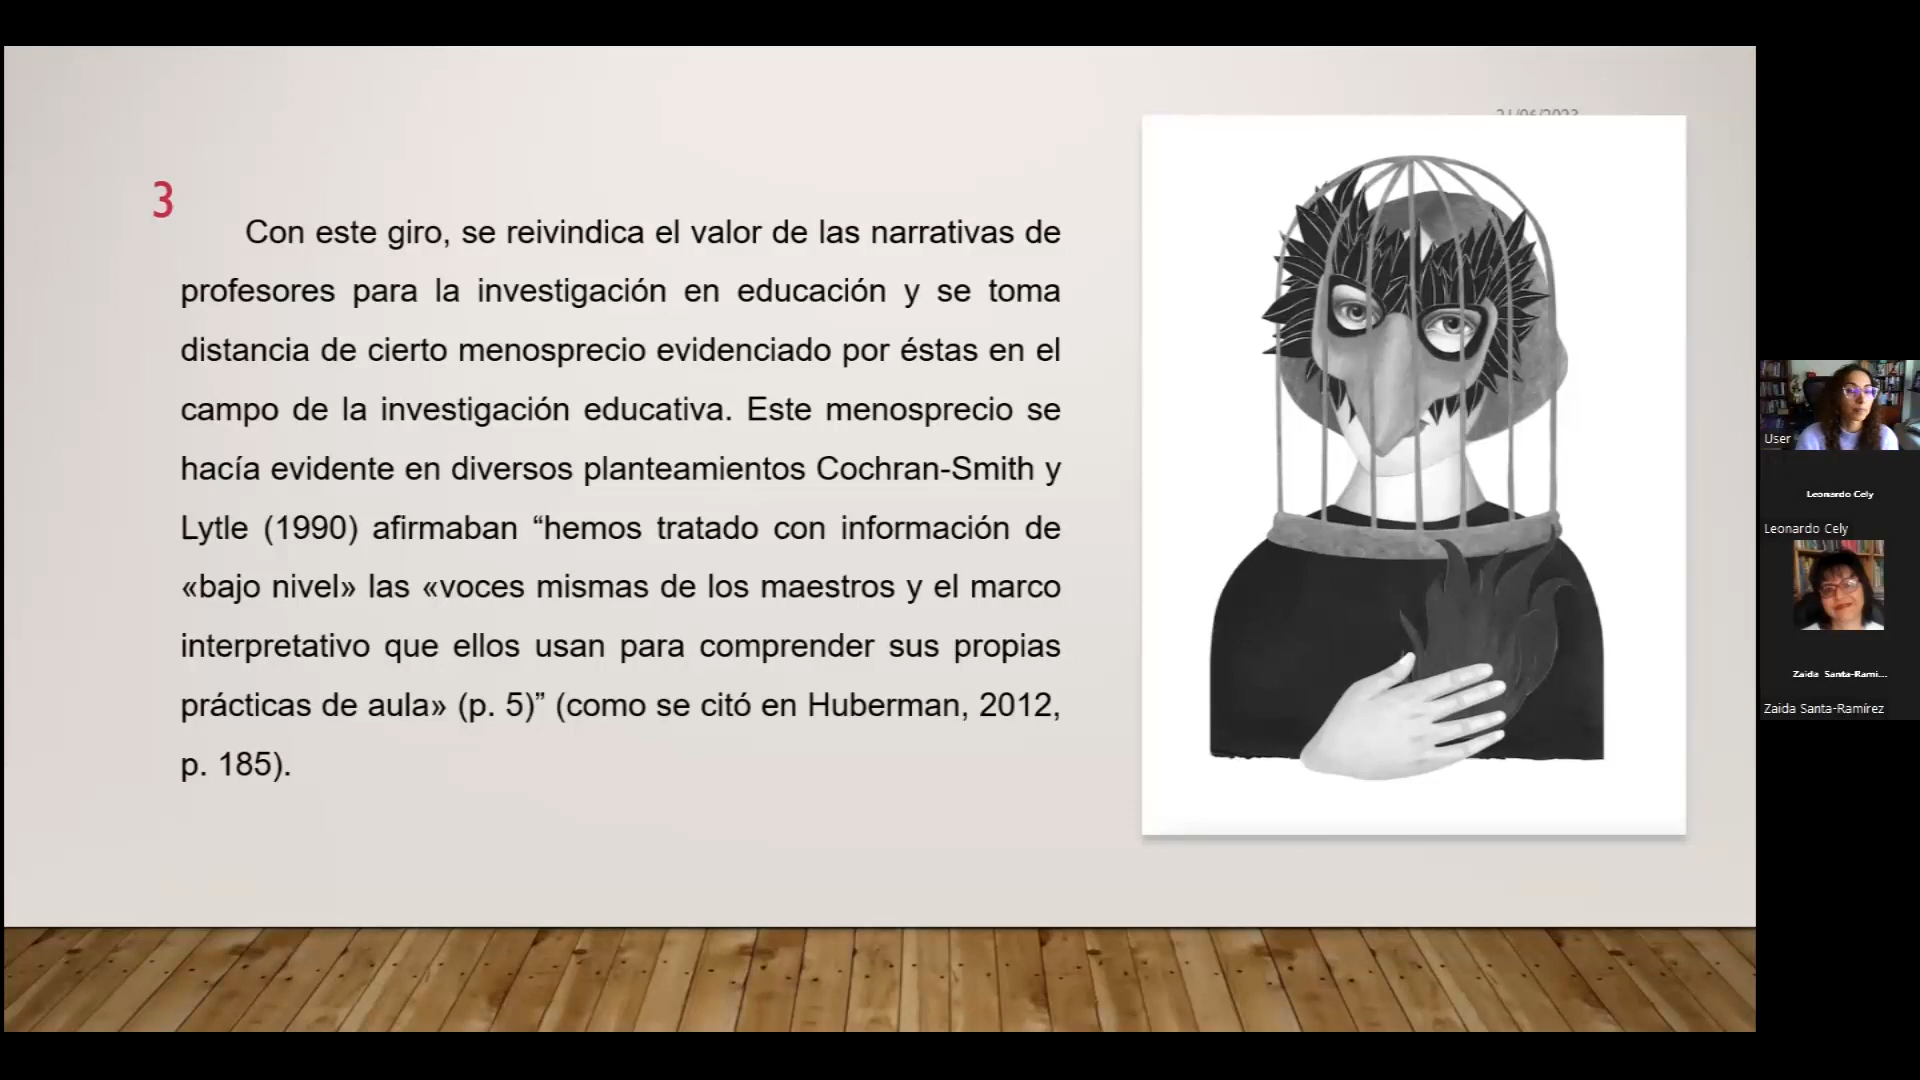 21/06/2023
3
Con este giro, se reivindica el valor de las narrativas de
profesores para la investigación en educación y se toma
distancia de cierto menosprecio evidenciado por éstas en el
campo de la investigación educativa. Este menosprecio se
hacía evidente en diversos planteamientos Cochran-Smith y
Lytle (1990) afirmaban “hemos tratado con información de
«bajo nivel» las «voces mismas de los maestros y el marco
interpretativo que ellos usan para comprender sus propias
prácticas de aula» (p. 5)” (como se citó en Huberman, 2012,
p. 185).
User
Leonardo Cely
Leonardo Cely
Zaida Santa-Rami...
Zaida Santa-Ramírez